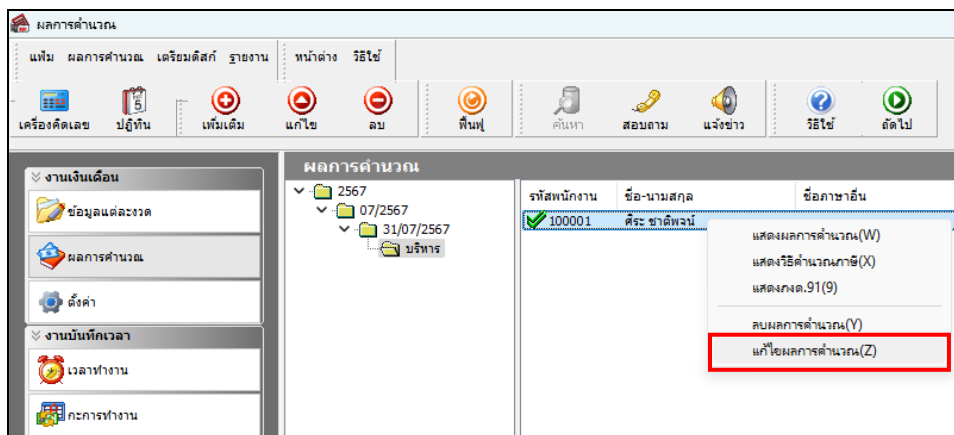 ผลการคำนวณ
แฟ้ม ผลการคำนวณ เตรียมดิสก์ รายงาน หน้าต่าง วิธีใช้
5
เครื่องคิดเลข ปฏิทิน เพิ่มเติม แก้ไข ลบ ฟื้นฟู ค้นหา สอบถาม แจ้งข่าว วิธีใช้ ถัดไป
งานเงินเดือน
ข้อมูลแต่ละงวด
ผลการคำนวณ
ตั้งค่า
งานบันทึกเวลา
เวลาทำงาน
กะการทำงาน
ผลการคำนวณ
2567
07/2567
31/07/2567
บริหาร
รหัสพนักงาน ชื่อ-นามสกุล ชื่อภาษาอื่น
100001 ศิระ ชาติพจน์
แสดงผลการคำนวณ(W)
แสดงวิธีคำนวณภาษี(X)
แสดงภงด.91(9)
ลบผลการคำนวณ(Y)
แก้ไขผลการคำนวณ(Z)